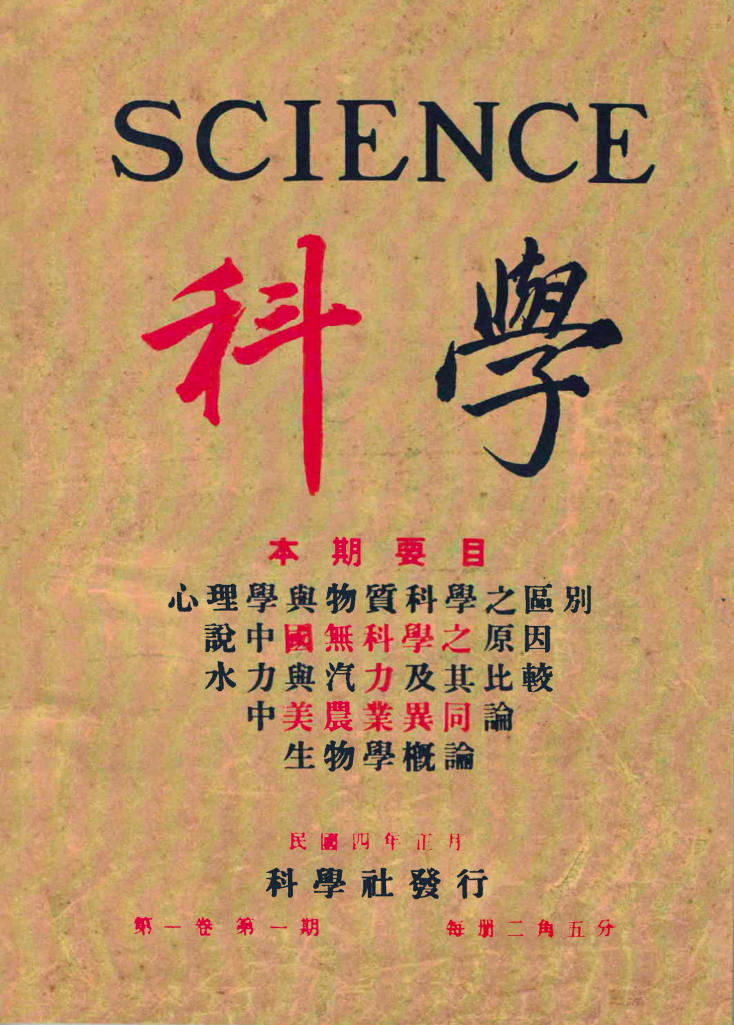 SCIENCE
科學
本期要目
心理學與物質科學之區別
說中國無科學之原因
水力與汽力及其比較
中美農業異同論
生物學概論
民國四年正月
科學社發行
第一卷第一期 每册二角五分